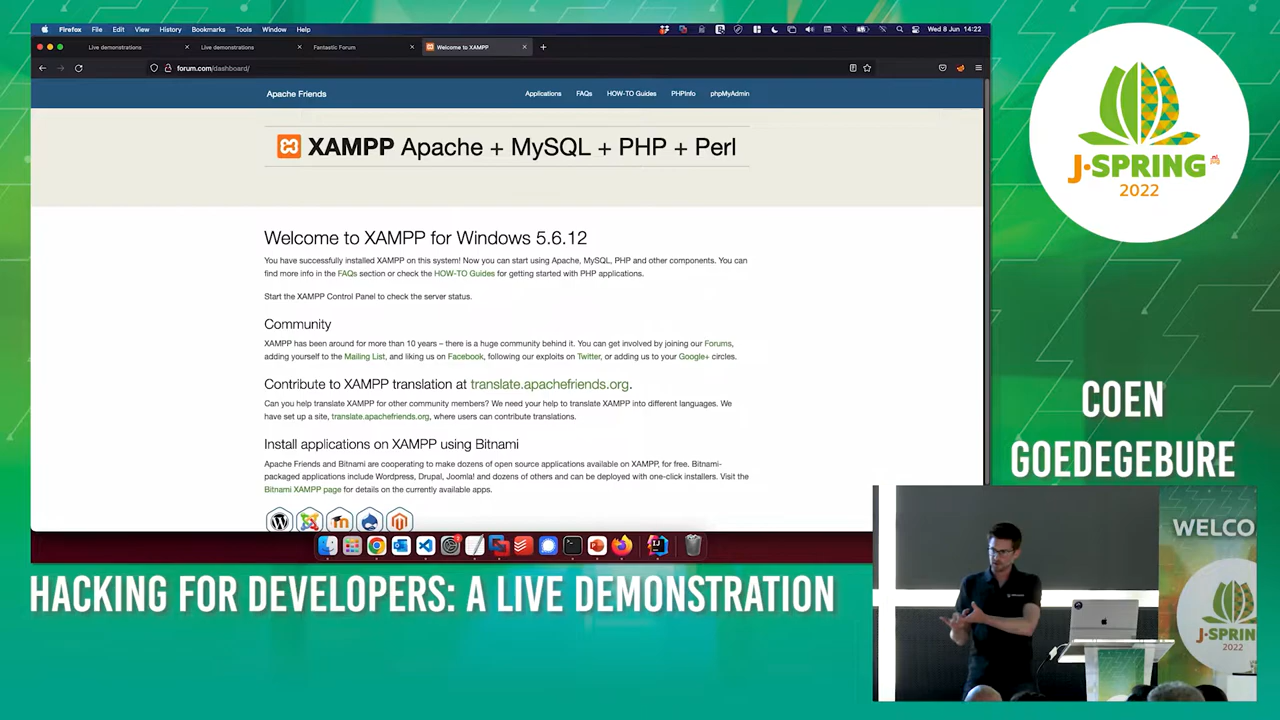 Firefox File Edit View History Bookmarks Tools Window Help
Wed 8 Jun 14:22
Live demonstrations
Live demonstrations
Fantastic Forum
Welcome to XAMPP
forum.com/dashboard/
Apache Friends
Applications FAQs HOW-TO Guides PHPInfo phpMyAdmin
XAMPP Apache + MySQL + PHP + Perl
Welcome to XAMPP for Windows 5.6.12
You have successfully installed XAMPP on this system! Now you can start using Apache, MySQL, PHP and other components. You can
find more info in the FAQs section or check the HOW-TO Guides for getting started with PHP applications.
Start the XAMPP Control Panel to check the server status.
Community
XAMPP has been around for more than 10 years – there is a huge community behind it. You can get involved by joining our Forums,
adding yourself to the Mailing List, and liking us on Facebook, following our exploits on Twitter, or adding us to your Google+ circles.
Contribute to XAMPP translation at translate.apachefriends.org.
Can you help translate XAMPP for other community members? We need your help to translate XAMPP into different languages. We
have set up a site, translate.apachefriends.org, where users can contribute translations.
Install applications on XAMPP using Bitnami
Apache Friends and Bitnami are cooperating to make dozens of open source applications available on XAMPP, for free. Bitnami-
packaged applications include Wordpress, Drupal, Joomla! and dozens of others and can be deployed with one-click installers. Visit the
Bitnami XAMPP page for details on the currently available apps.
J·SPRING
2022
COEN
GOEDEGEBURE
HACKING FOR DEVELOPERS: A LIVE DEMONSTRATION
WELCO
J·SPRIN
2022